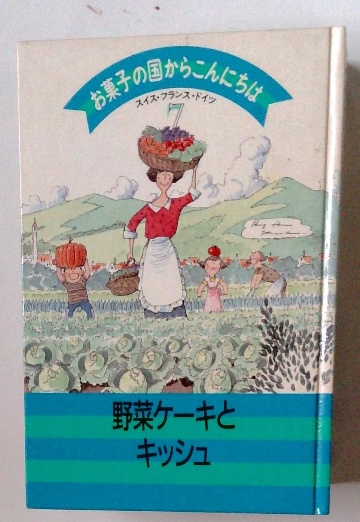 お菓子の国からこんにちは
スイス・フランス・ドイツ
7
野菜ケーキと
キッシュ